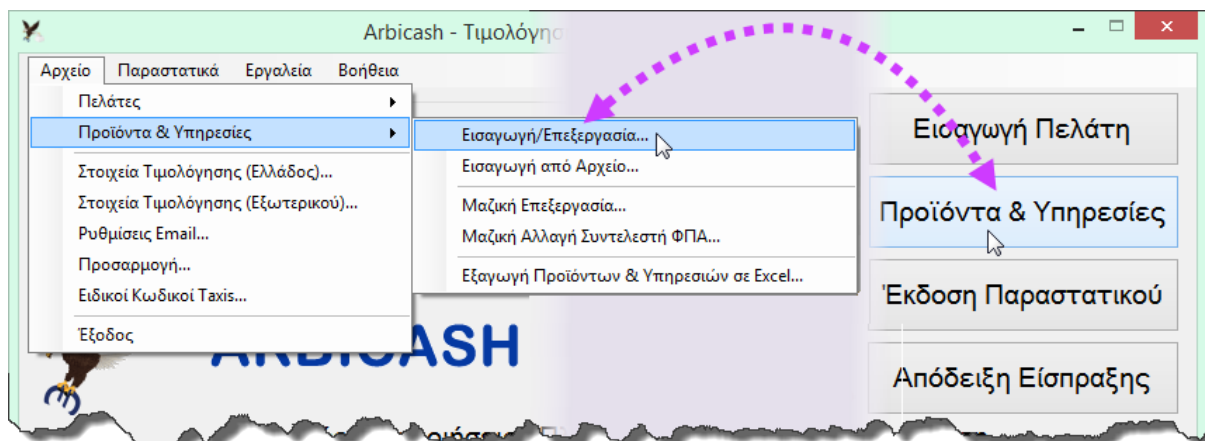 Arbicash - Τιμολόγησ
Αρχείο Παραστατικά Εργαλεία Βοήθεια
Πελάτες
Προϊόντα & Υπηρεσίες
Στοιχεία Τιμολόγησης (Ελλάδος)...
Στοιχεία Τιμολόγησης (Εξωτερικού)...
Ρυθμίσεις Email...
Προσαρμογή...
Ειδικοί Κωδικοί Taxis...
Έξοδος
Εισαγωγή/Επεξεργασία...
Εισαγωγή από Αρχείο...
Μαζική Επεξεργασία...
Μαζική Αλλαγή Συντελεστή ΦΠΑ...
Εξαγωγή Προϊόντων & Υπηρεσιών σε Excel...
Εισαγωγή Πελάτη
Προϊόντα & Υπηρεσίες
Έκδοση Παραστατικού
Απόδειξη Είσπραξης
ARBICASH